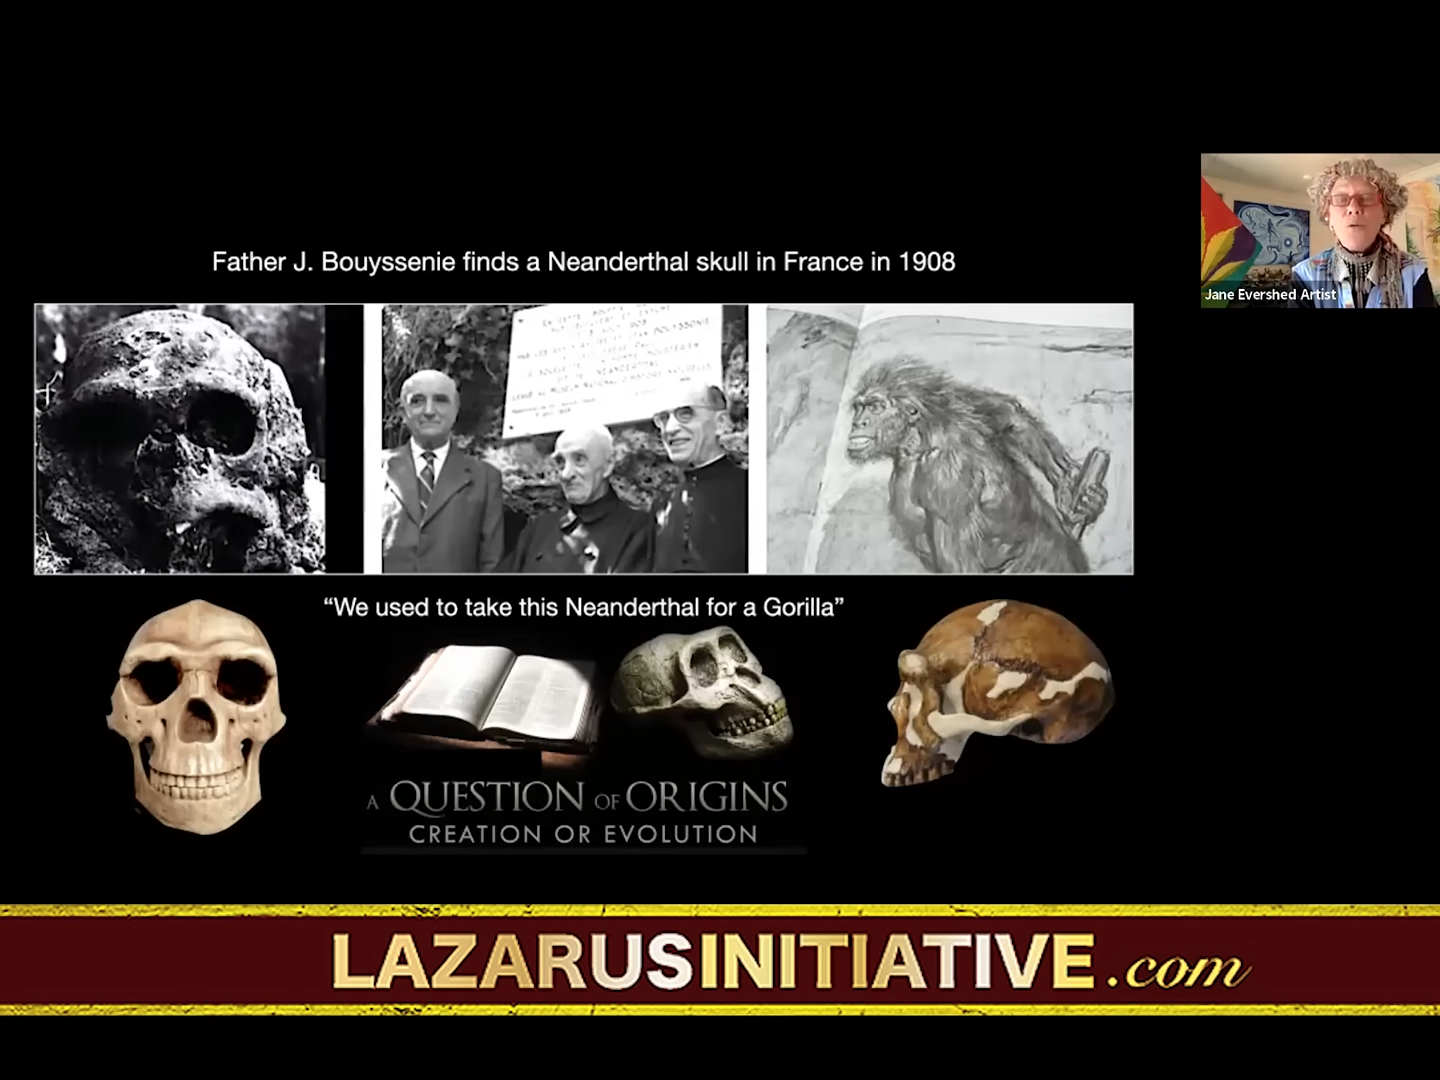 Father J. Bouyssenie finds a Neanderthal skull in France in 1908
Jane Evershed Artist
NEANDERTHAL
“We used to take this Neanderthal for a Gorilla”
A QUESTION OF ORIGINS
CREATION OR EVOLUTION
LAZARUSINITIATIVE.com